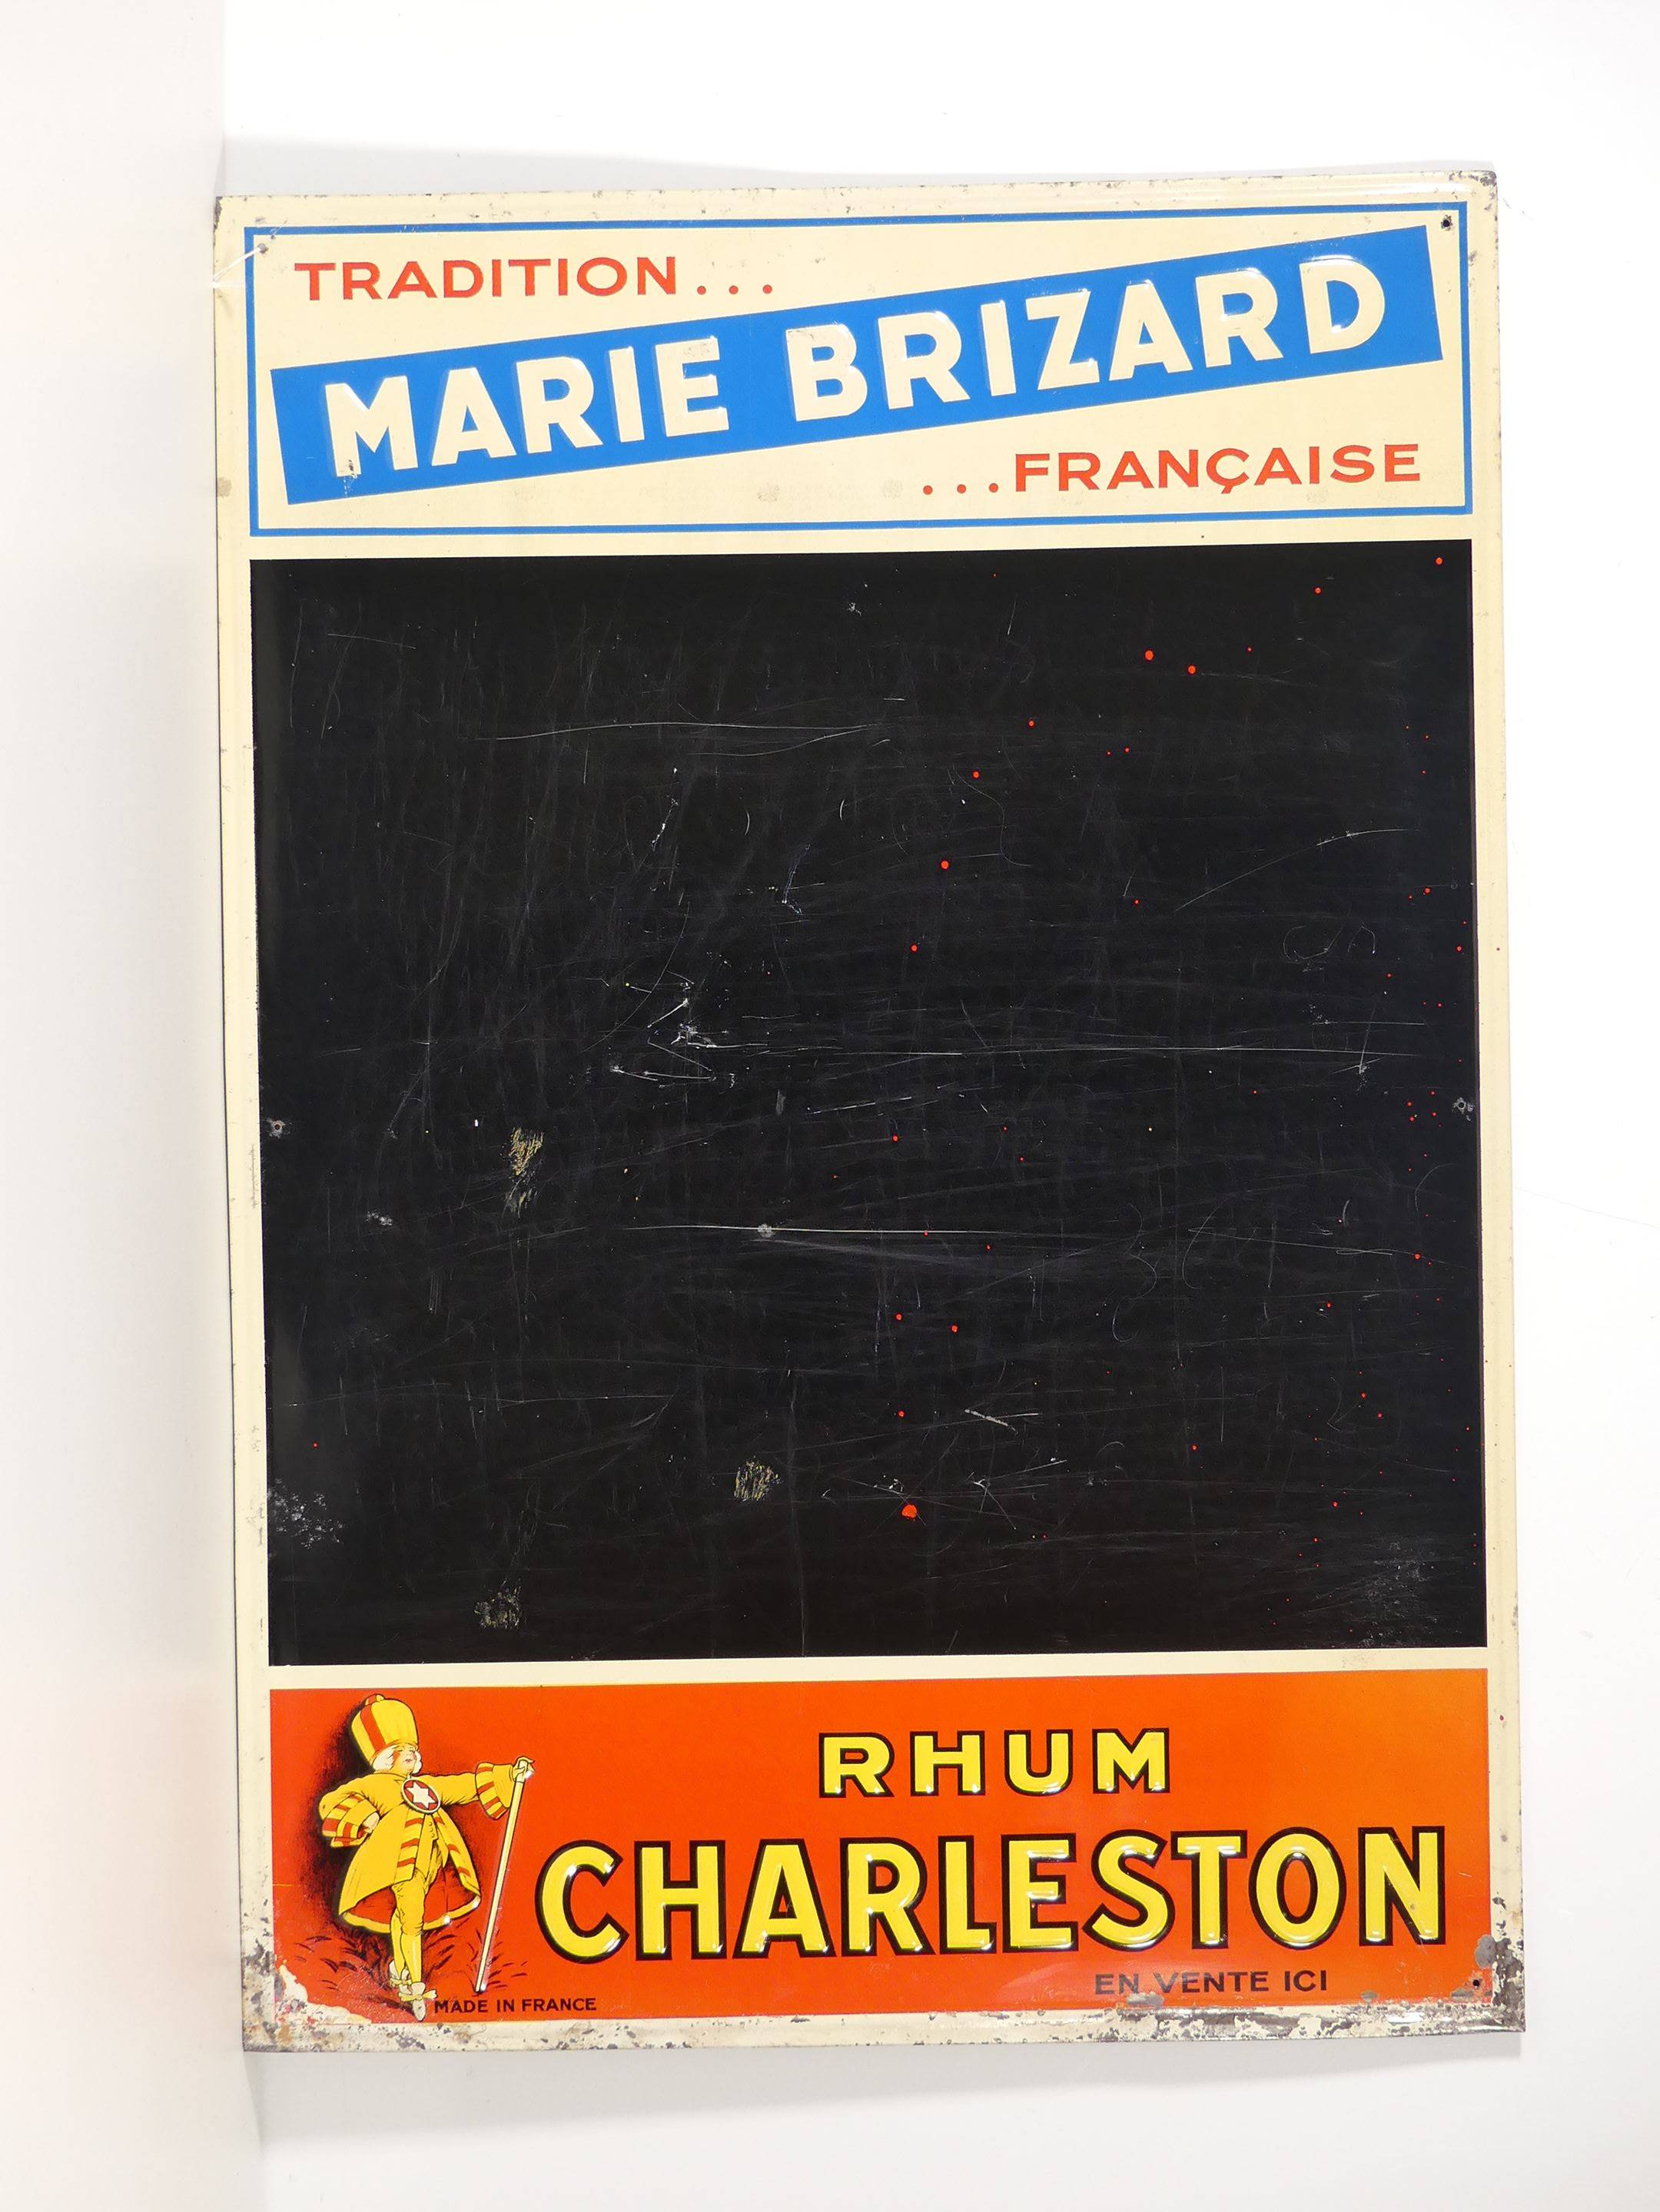 TRADITION...
MARIE BRIZARD
...FRANÇAISE
RHUM
CHARLESTON
EN VENTE ICI
MADE IN FRANCE